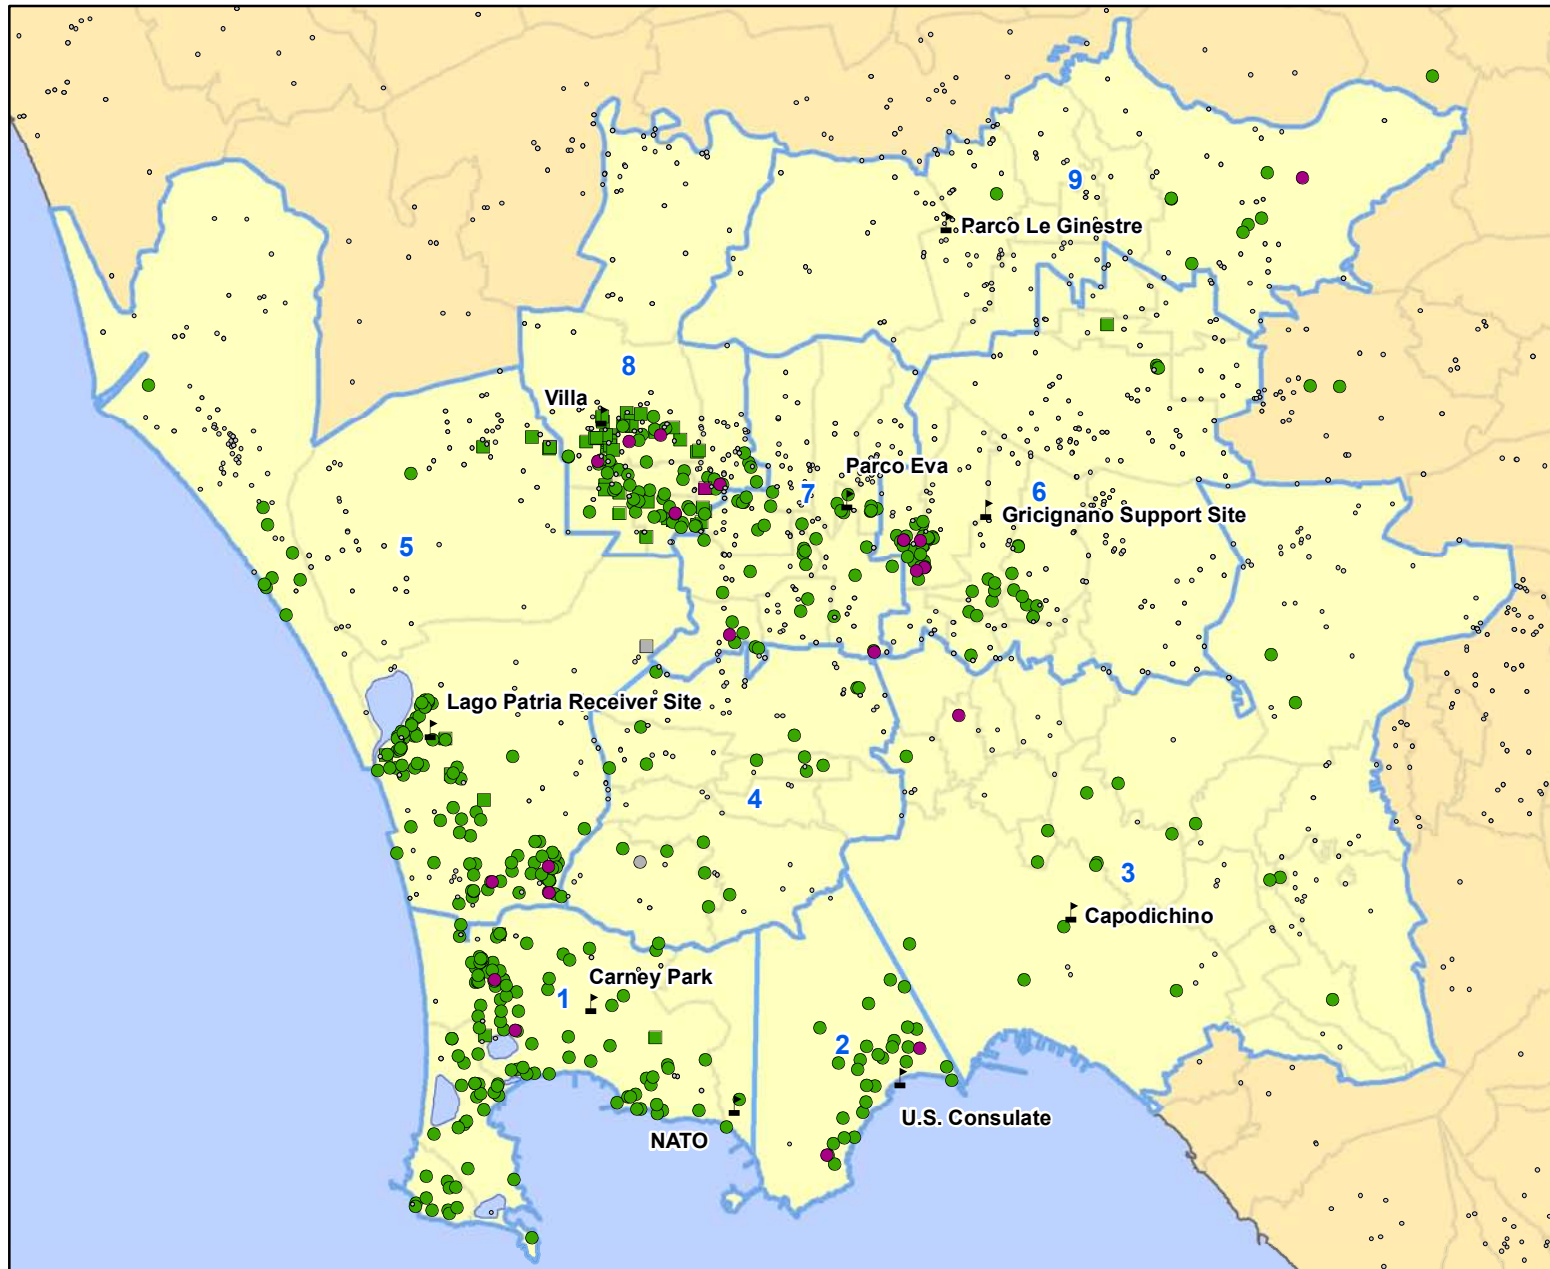 9
Parco Le Ginestre
8
Villa
Parco Eva
7
6
Gricignano Support Site
5
Lago Patria Receiver Site
4
3
Capodichino
Carney Park
1
2
U.S. Consulate
NATO